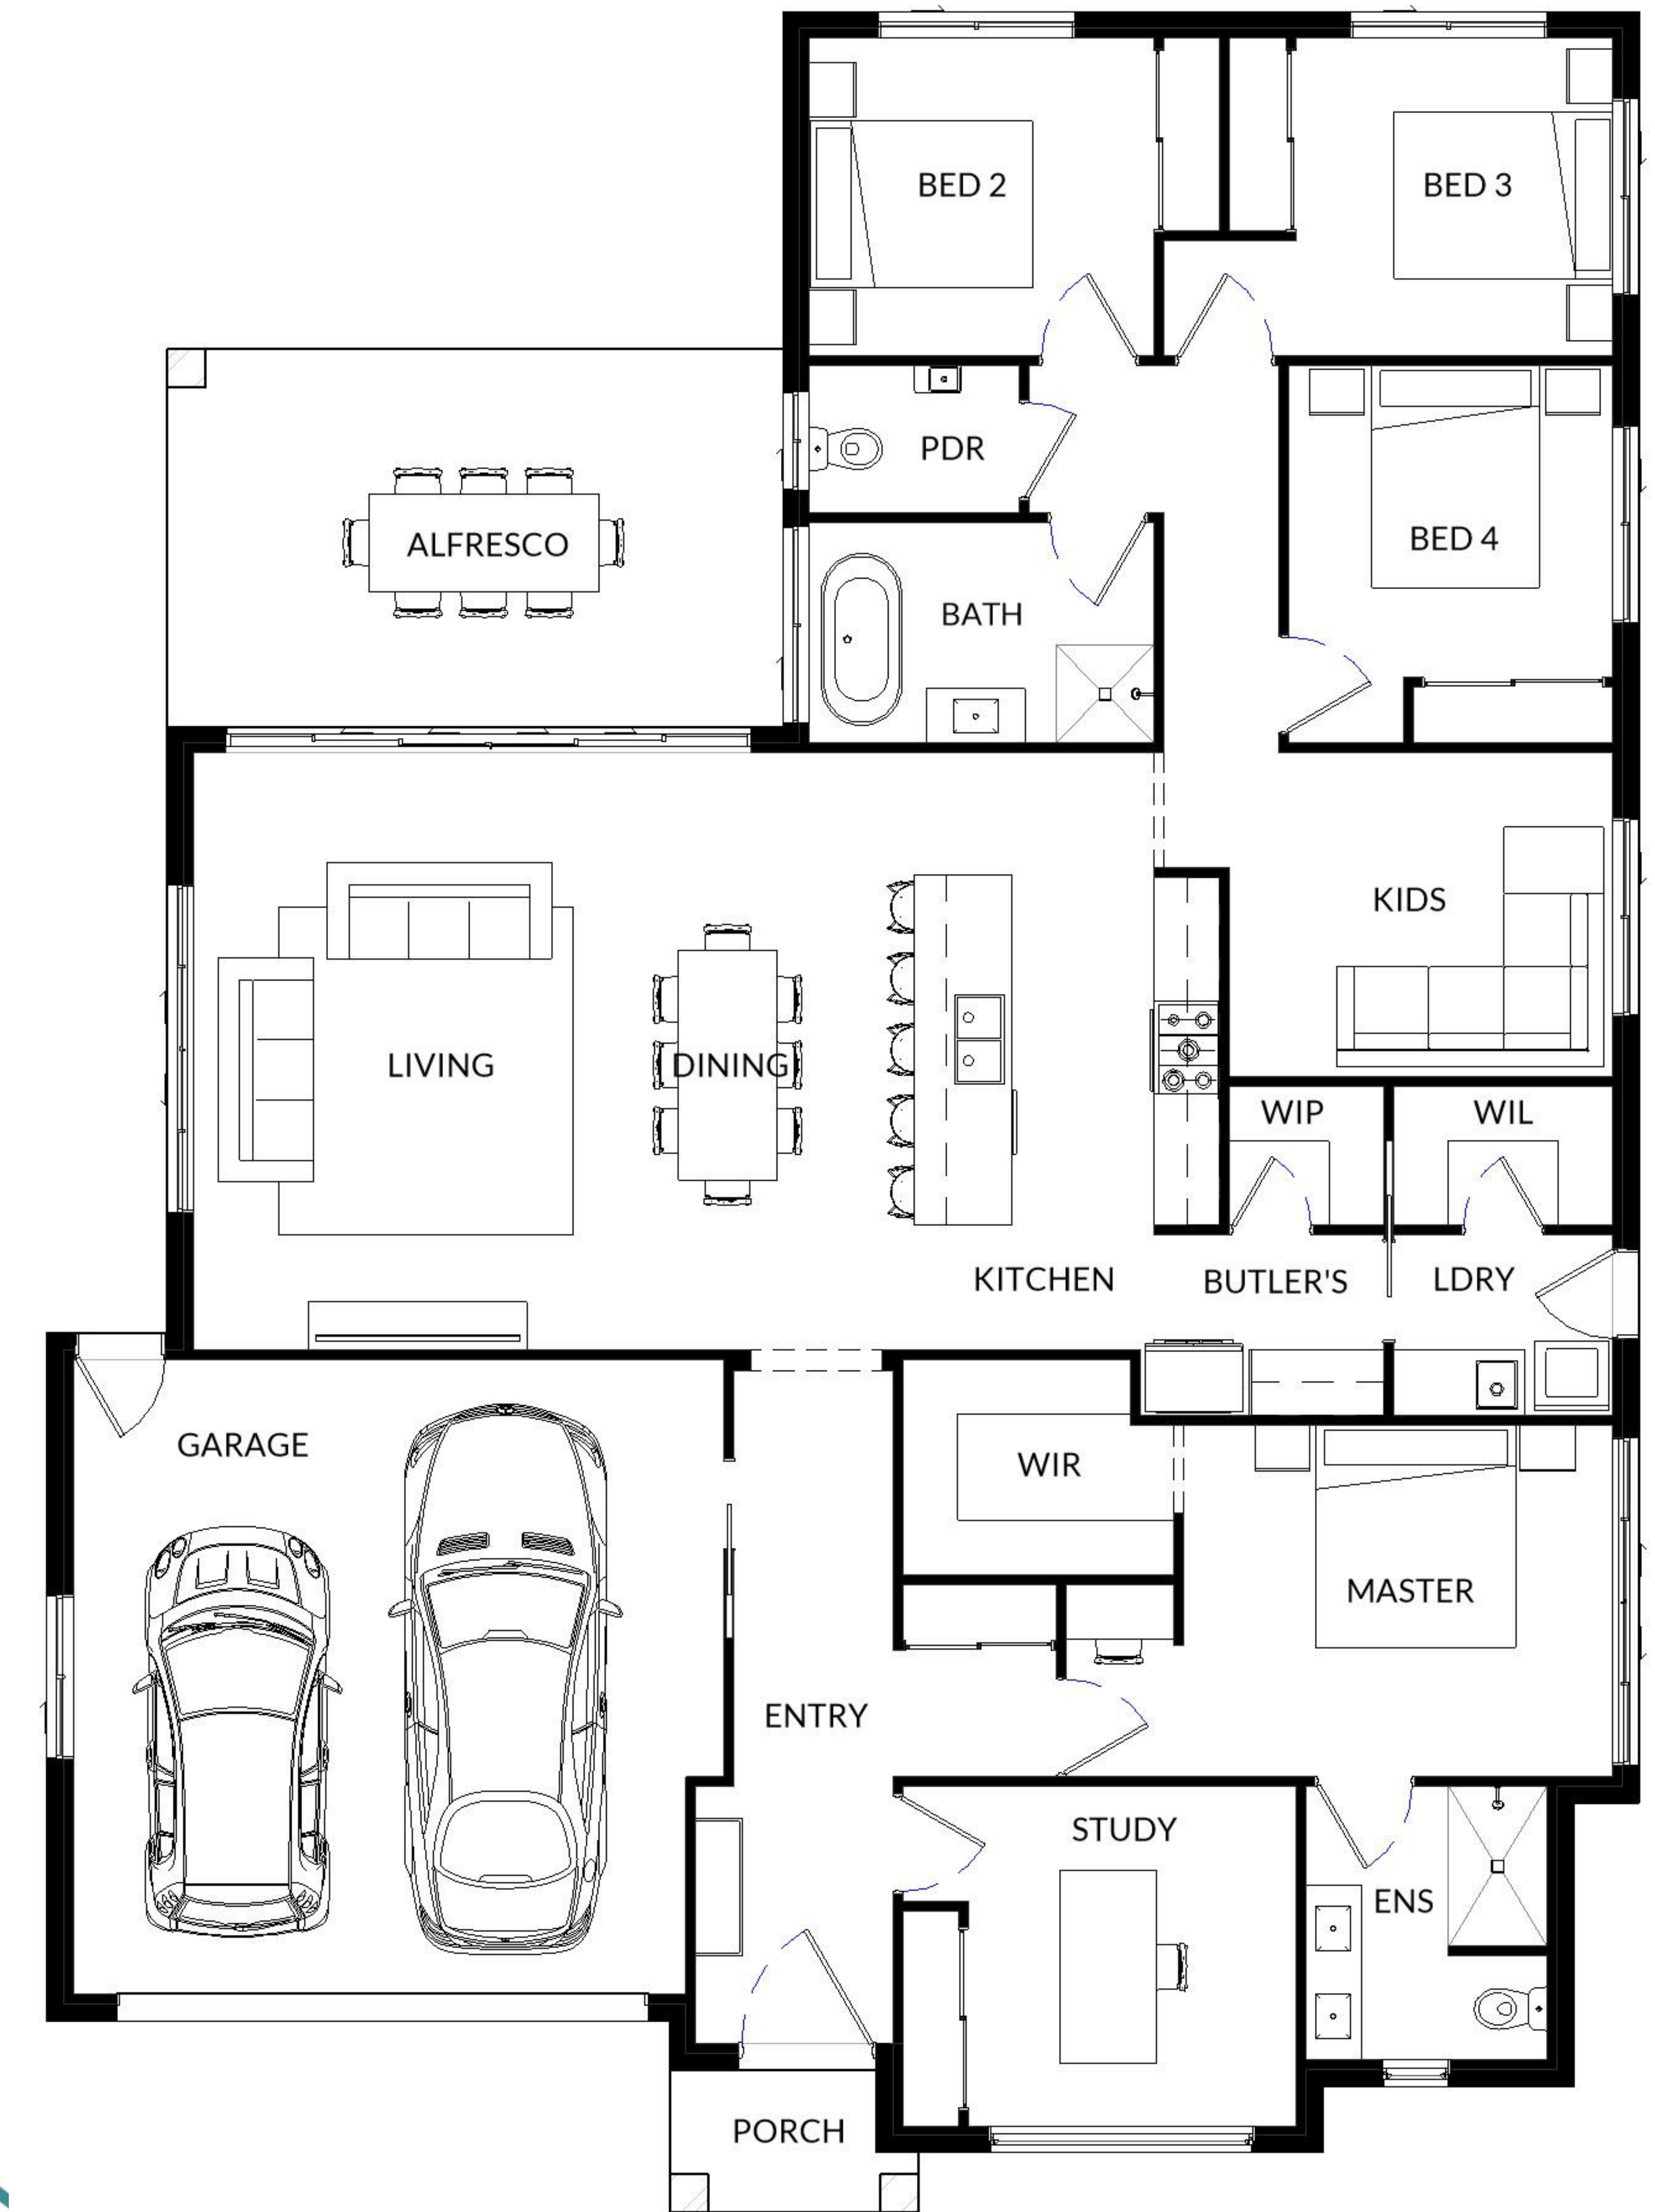 BED 2
BED 3
PDR
BED 4
ALFRESCO
BATH
KIDS
LIVING
DINING
WIP
WIL
KITCHEN
BUTLER'S
LDRY
GARAGE
WIR
MASTER
ENTRY
STUDY
ENS
PORCH